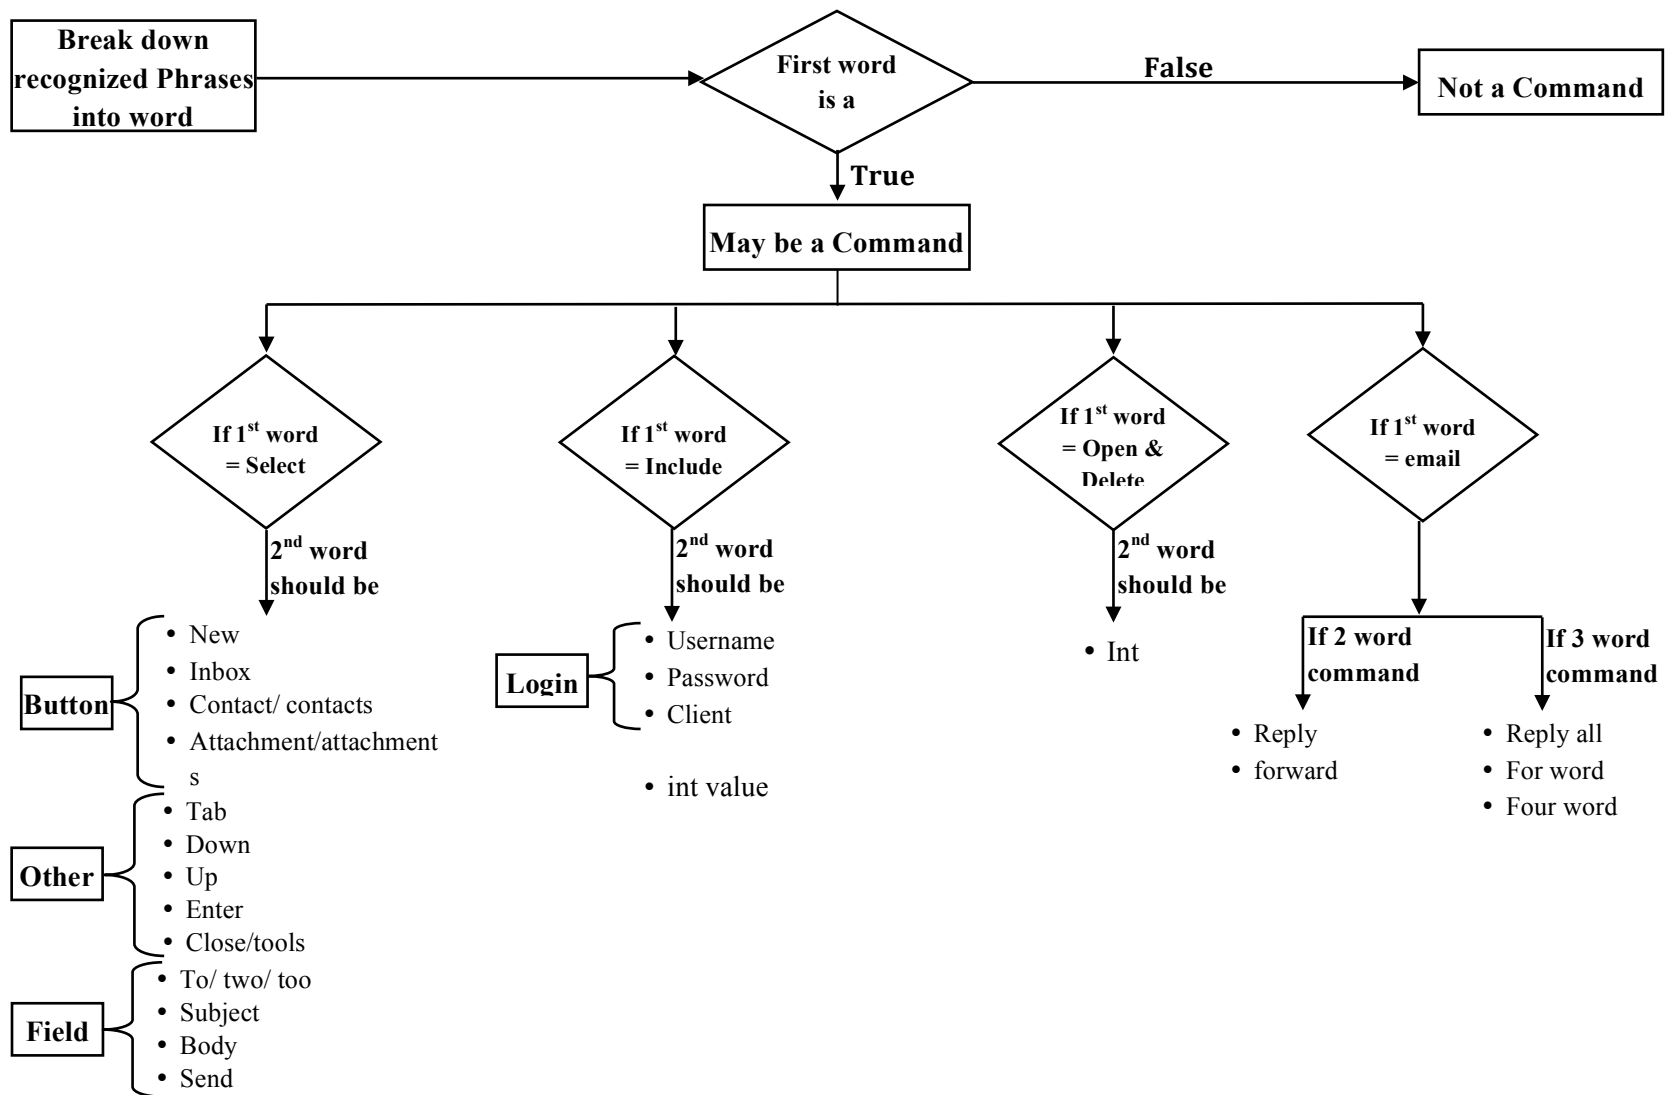 Break down
recognized Phrases
into word
First word
is a
False
Not a Command
True
May be a Command
If 1st word
= Select
If 1st word
= Include
If 1st word
= Open &
Delete
If 1st word
= email
2nd word
should be
2nd word
should be
2nd word
should be
If 2 word
command
If 3 word
command
Button
• New
• Inbox
• Contact/ contacts
• Attachment/attachment
s
Other
• Tab
• Down
• Up
• Enter
• Close/tools
Field
• To/ two/ too
• Subject
• Body
• Send
Login
• Username
• Password
• Client
• int value
• Int
• Reply
• forward
• Reply all
• For word
• Four word